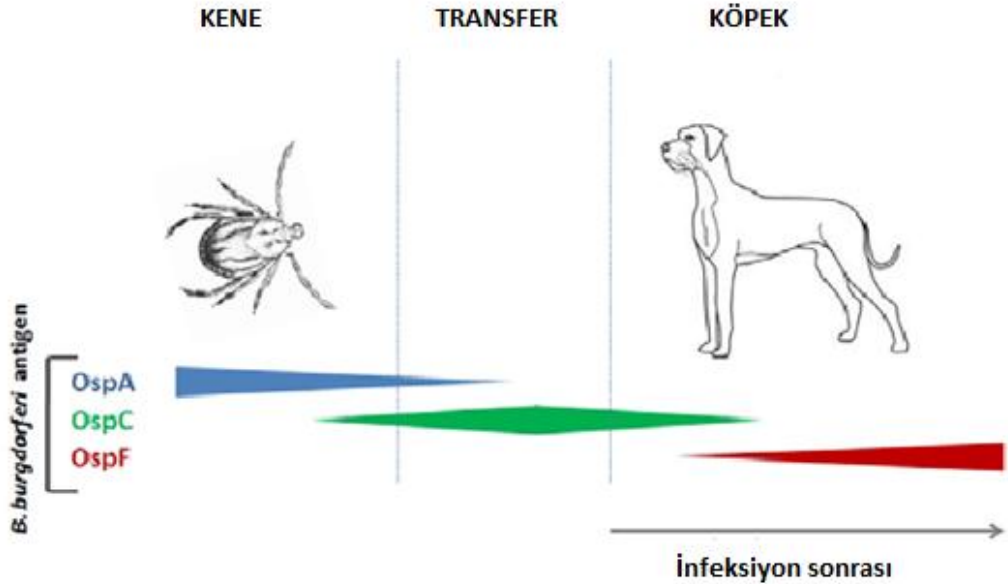 KENE
TRANSFER
KÖPEK
B. burgdorferi antigen
OspA
OspC
OspF
İnfeksiyon sonrası